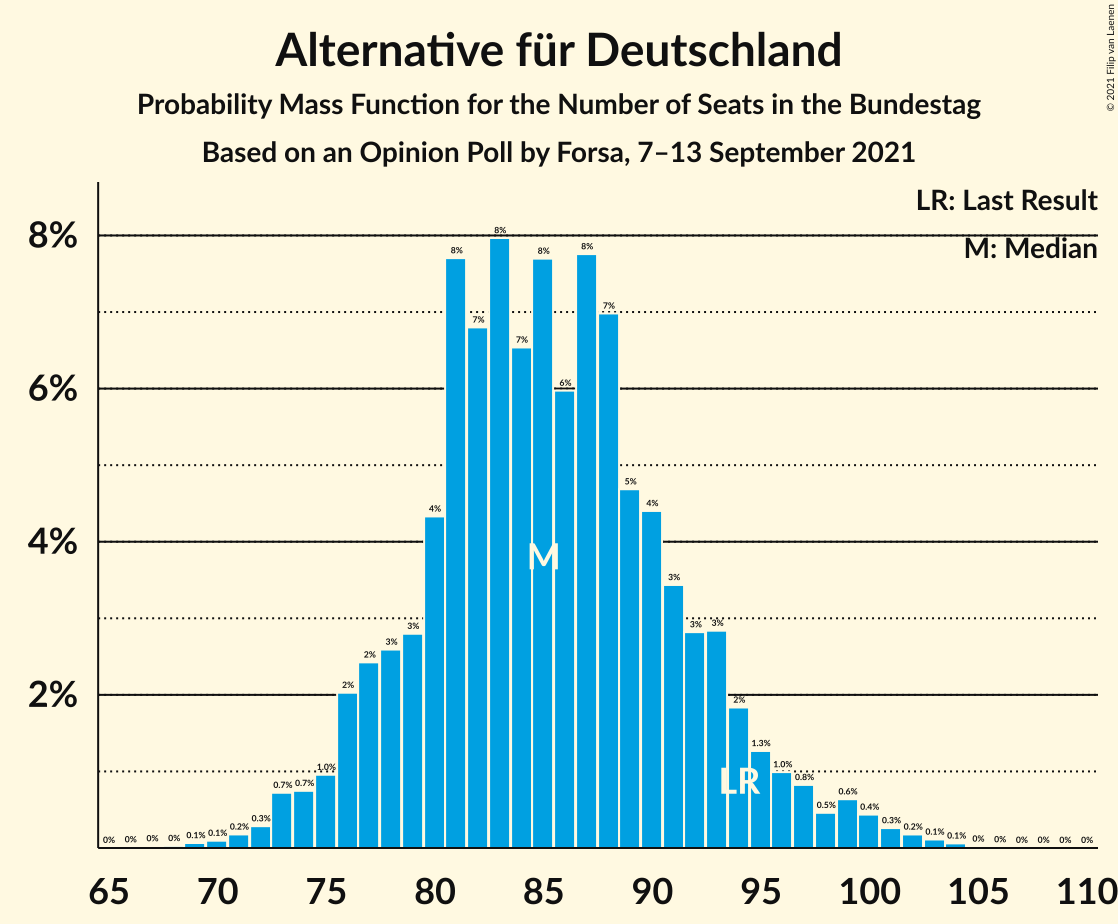 Alternative für Deutschland
Probability Mass Function for the Number of Seats in the Bundestag
Based on an Opinion Poll by Forsa, 7–13 September 2021
© 2021 Filip van Laenen
LR: Last Result
M: Median
8%
6%
4%
2%
0% 0% 0% 0% 0.1% 0.1% 0.2% 0.3% 0.7% 0.7% 1.0% 2% 2% 3% 3% 4% 8% 7% 8% 7% 8% 6% 8% 7% 5% 4% 3% 3% 3% 2% 1.3% 1.0% 0.8% 0.5% 0.6% 0.4% 0.3% 0.2% 0.1% 0.1% 0% 0% 0% 0% 0% 0%
M
LR
65 70 75 80 85 90 95 100 105 110